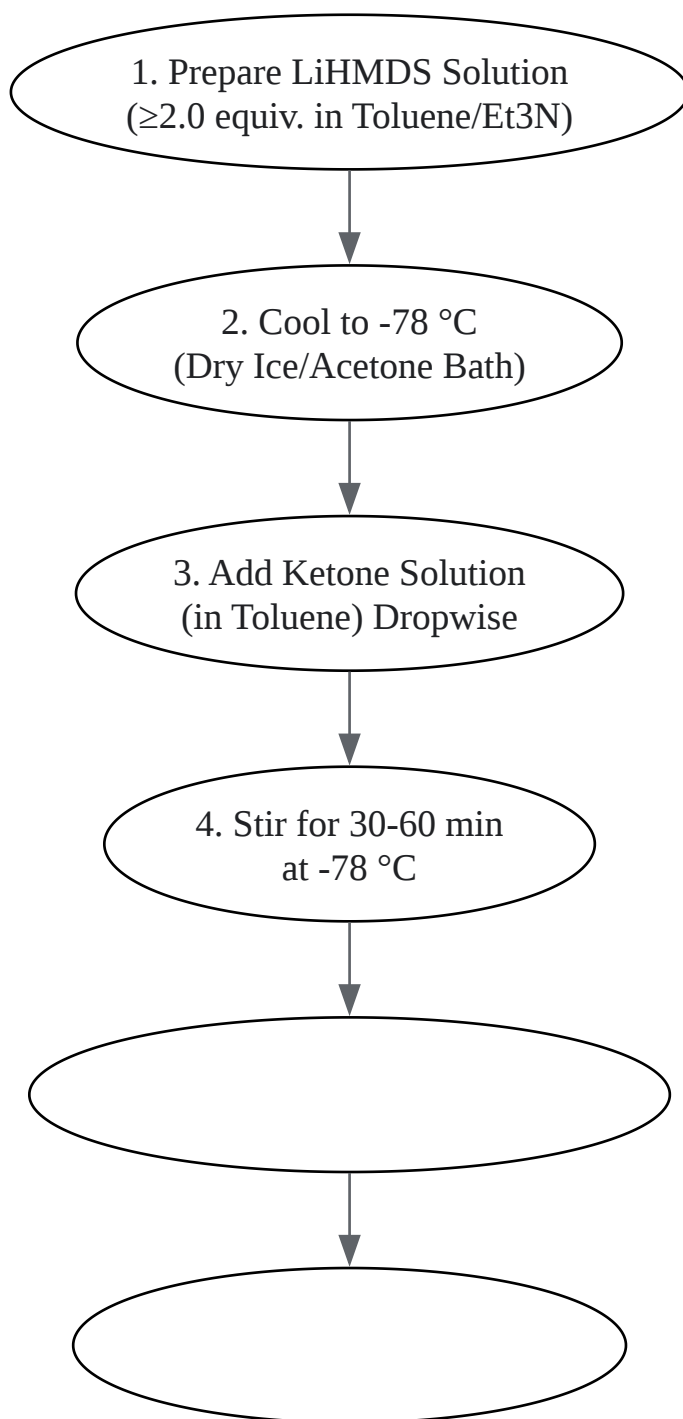 1. Prepare LiHMDS Solution
(≥2.0 equiv. in Toluene/Et3N)
2. Cool to -78 °C
(Dry Ice/Acetone Bath)
3. Add Ketone Solution
(in Toluene) Dropwise
4. Stir for 30-60 min
at -78 °C